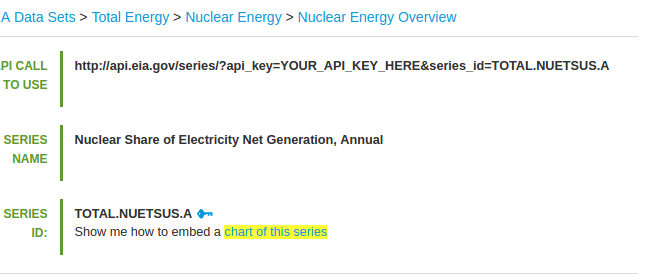 A Data Sets > Total Energy > Nuclear Energy > Nuclear Energy Overview
PI CALL TO USE
http://api.eia.gov/series/?api_key=YOUR_API_KEY_HERE&series_id=TOTAL.NUETSUS.A
SERIES NAME
Nuclear Share of Electricity Net Generation, Annual
SERIES ID:
TOTAL.NUETSUS.A
Show me how to embed a chart of this series